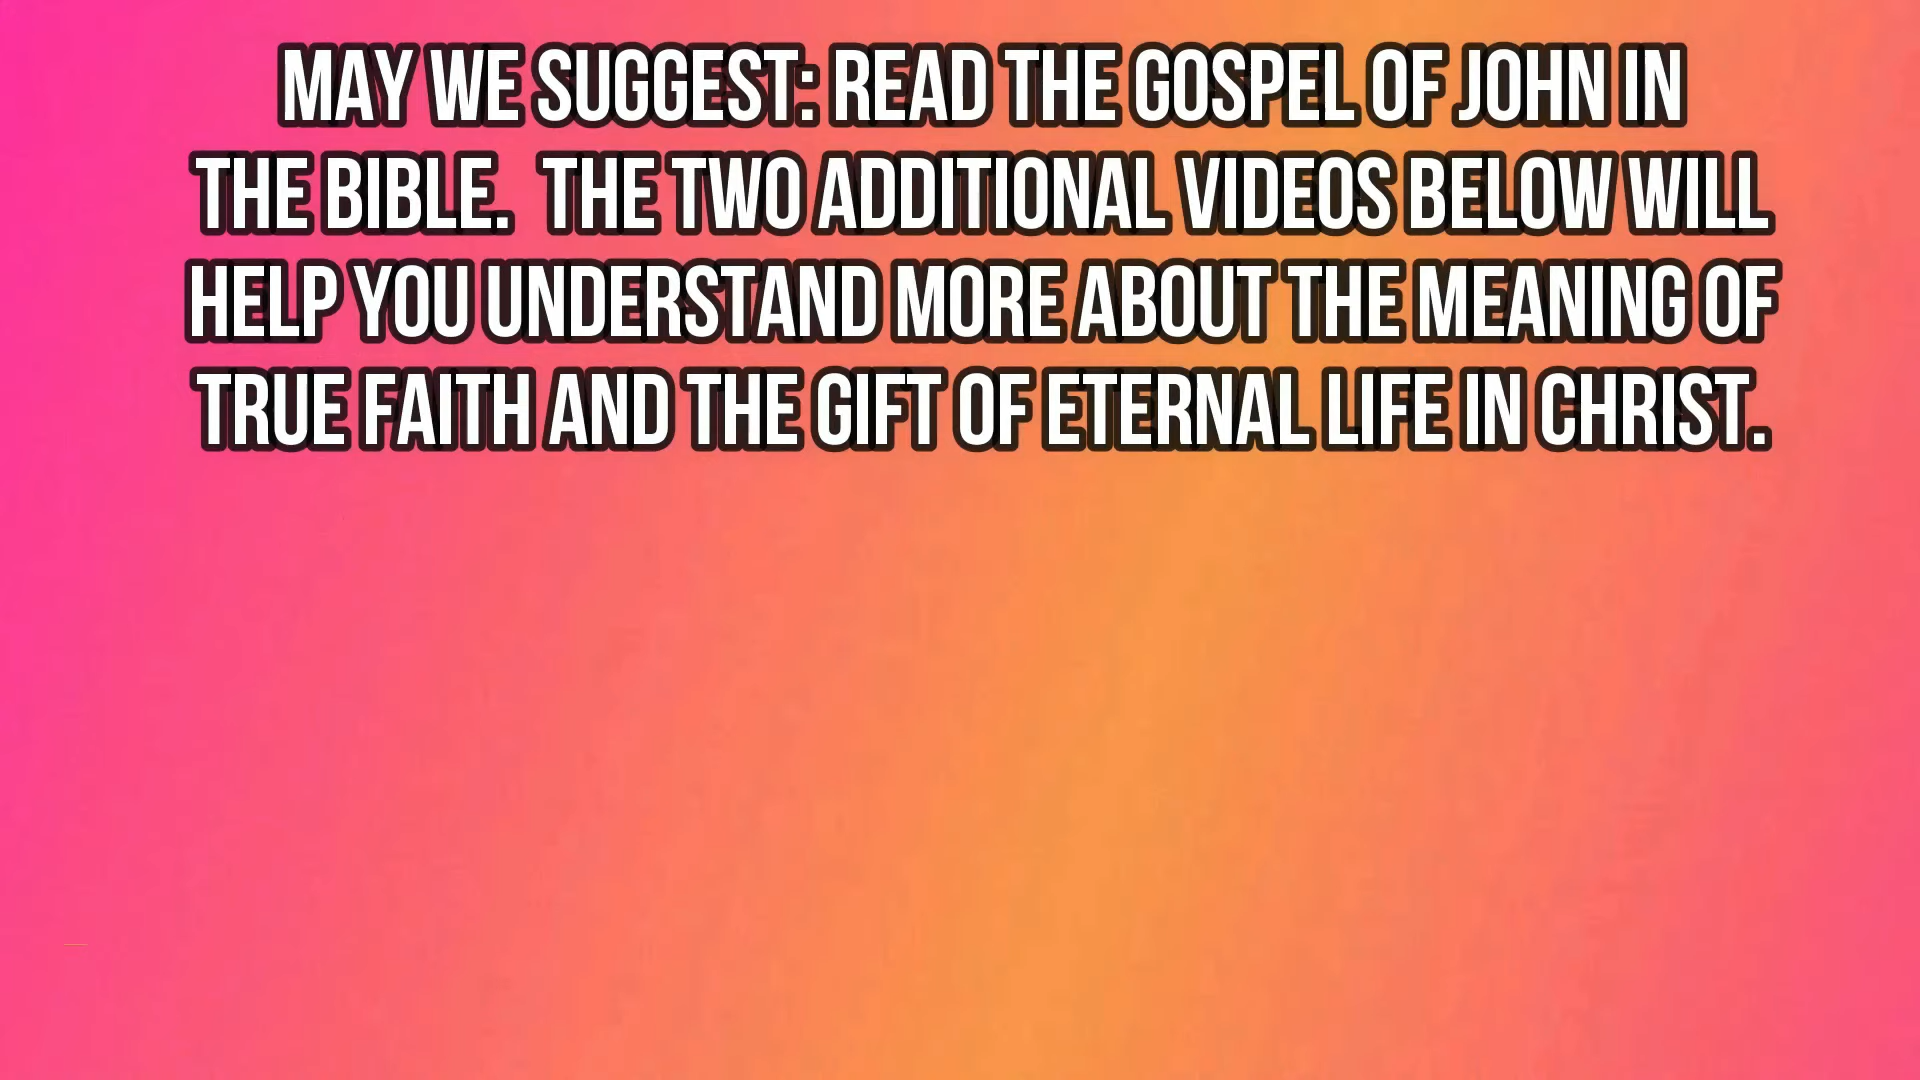 MAY WE SUGGEST: READ THE GOSPEL OF JOHN IN
THE BIBLE.  THE TWO ADDITIONAL VIDEOS BELOW WILL
HELP YOU UNDERSTAND MORE ABOUT THE MEANING OF
TRUE FAITH AND THE GIFT OF ETERNAL LIFE IN CHRIST.